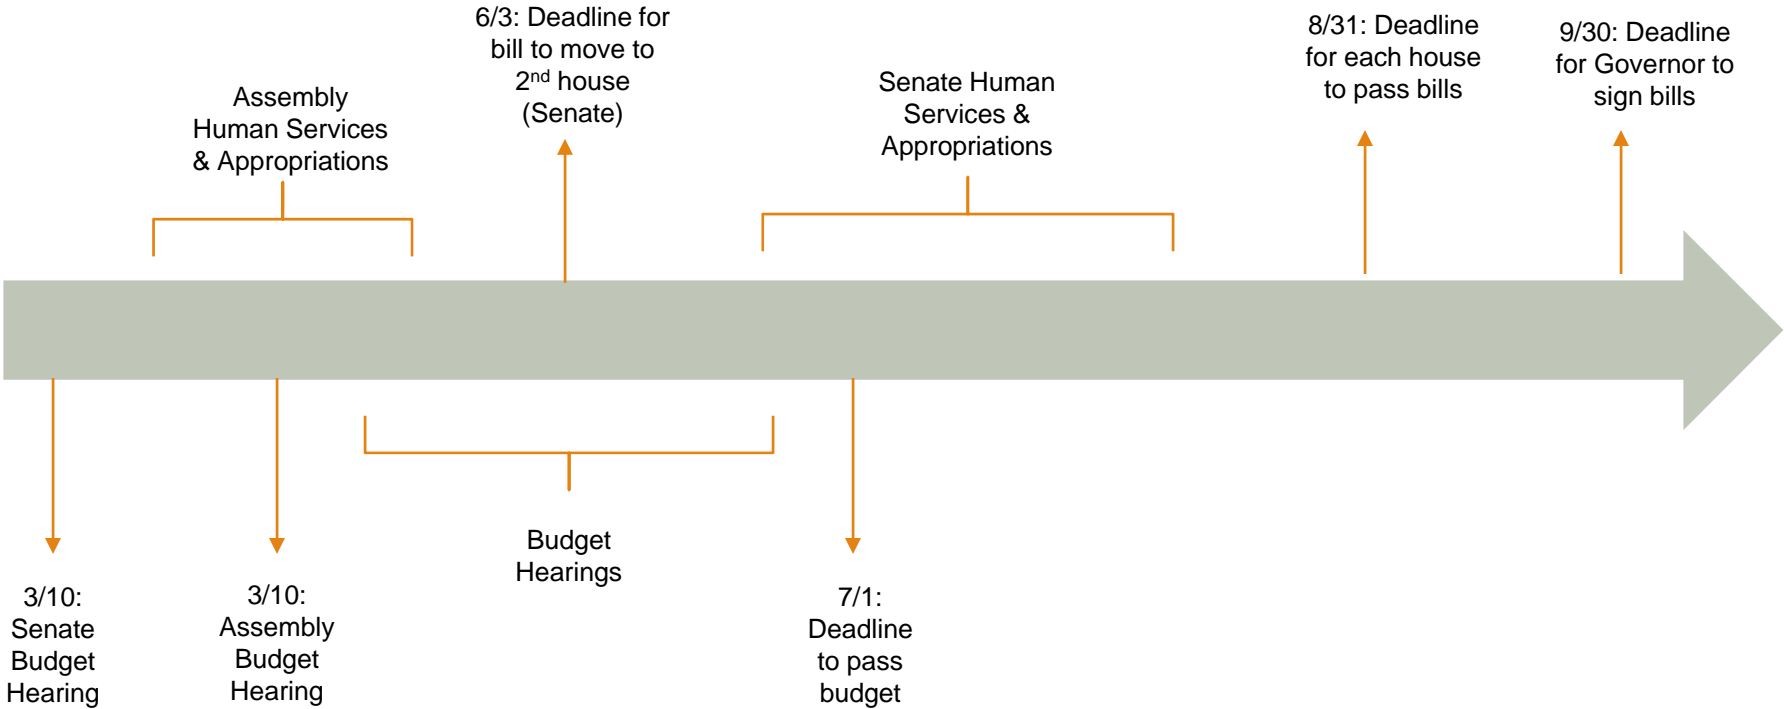 Assembly
Human Services
& Appropriations
6/3: Deadline for
bill to move to
2nd house
(Senate)
Senate Human
Services &
Appropriations
8/31: Deadline
for each house
to pass bills
9/30: Deadline
for Governor to
sign bills
3/10:
Senate
Budget
Hearing
3/10:
Assembly
Budget
Hearing
Budget
Hearings
7/1:
Deadline
to pass
budget